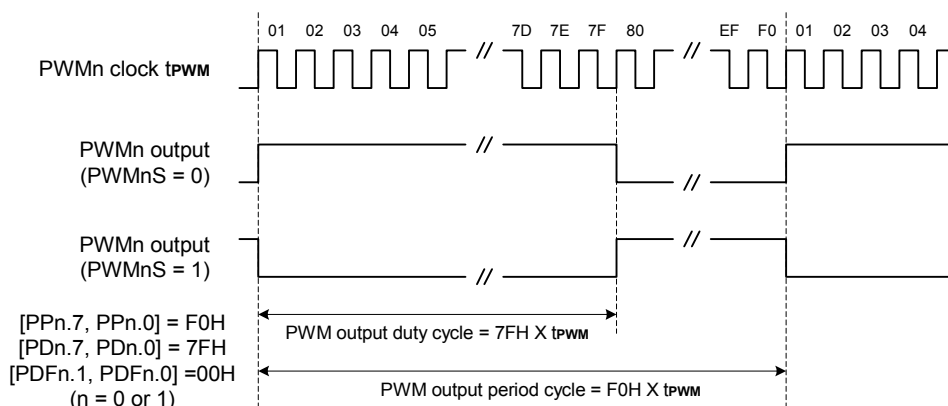 01 02 03 04 05 // 7D 7E 7F 80 // EF F0 01 02 03 04
PWMn clock tPWM
PWMn output
(PWMnS = 0)
//
//
PWMn output
(PWMnS = 1)
//
//
[PPn.7, PPn.0] = F0H
[PDn.7, PDn.0] = 7FH
[PDFn.1, PDFn.0] =00H
(n = 0 or 1)
PWM output duty cycle = 7FH X tPWM
PWM output period cycle = F0H X tPWM